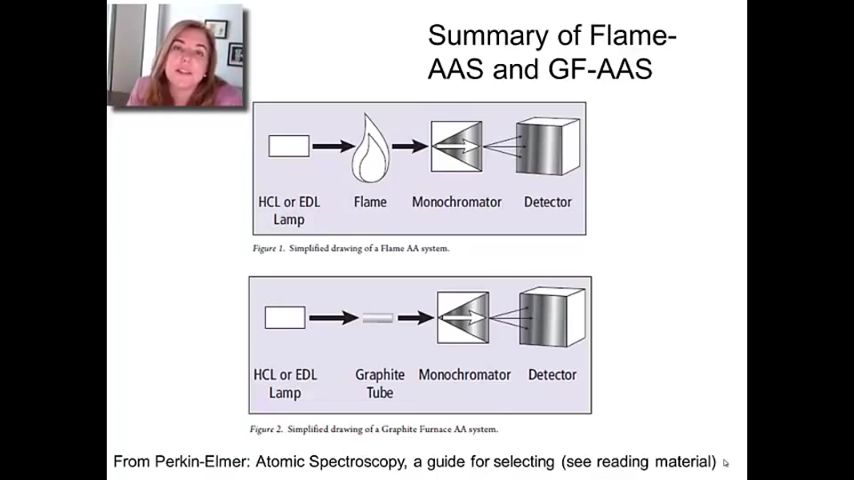 Summary of Flame-
AAS and GF-AAS
HCL or EDL
Lamp
Flame
Monochromator
Detector
Figure 1. Simplified drawing of a Flame AA system.
HCL or EDL
Lamp
Graphite
Tube
Monochromator
Detector
Figure 2. Simplified drawing of a Graphite Furnace AA system.
From Perkin-Elmer: Atomic Spectroscopy, a guide for selecting (see reading material)